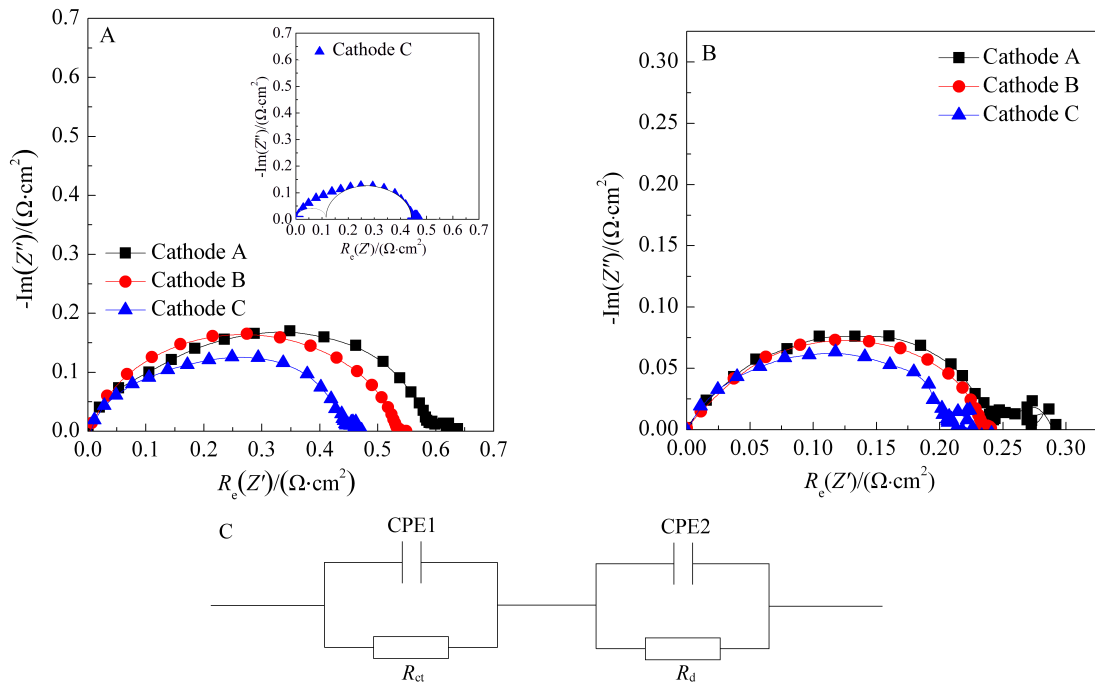 A
0.7
0.6
0.5
0.4
0.3
0.2
0.1
0.0
-Im(Z'')/(Ω·cm²)
0.0 0.1 0.2 0.3 0.4 0.5 0.6 0.7
Rₑ(Z')/(Ω·cm²)
Cathode A
Cathode B
Cathode C
Cathode C
0.7
0.6
0.5
0.4
0.3
0.2
0.1
0.0
-Im(Z'')/(Ω·cm²)
0.0 0.1 0.2 0.3 0.4 0.5 0.6 0.7
Rₑ(Z')/(Ω·cm²)
B
Cathode A
Cathode B
Cathode C
0.30
0.25
0.20
0.15
0.10
0.05
0.00
-Im(Z'')/(Ω·cm²)
0.00 0.05 0.10 0.15 0.20 0.25 0.30
Rₑ(Z')/(Ω·cm²)
C
CPE1 CPE2
Rct Rd